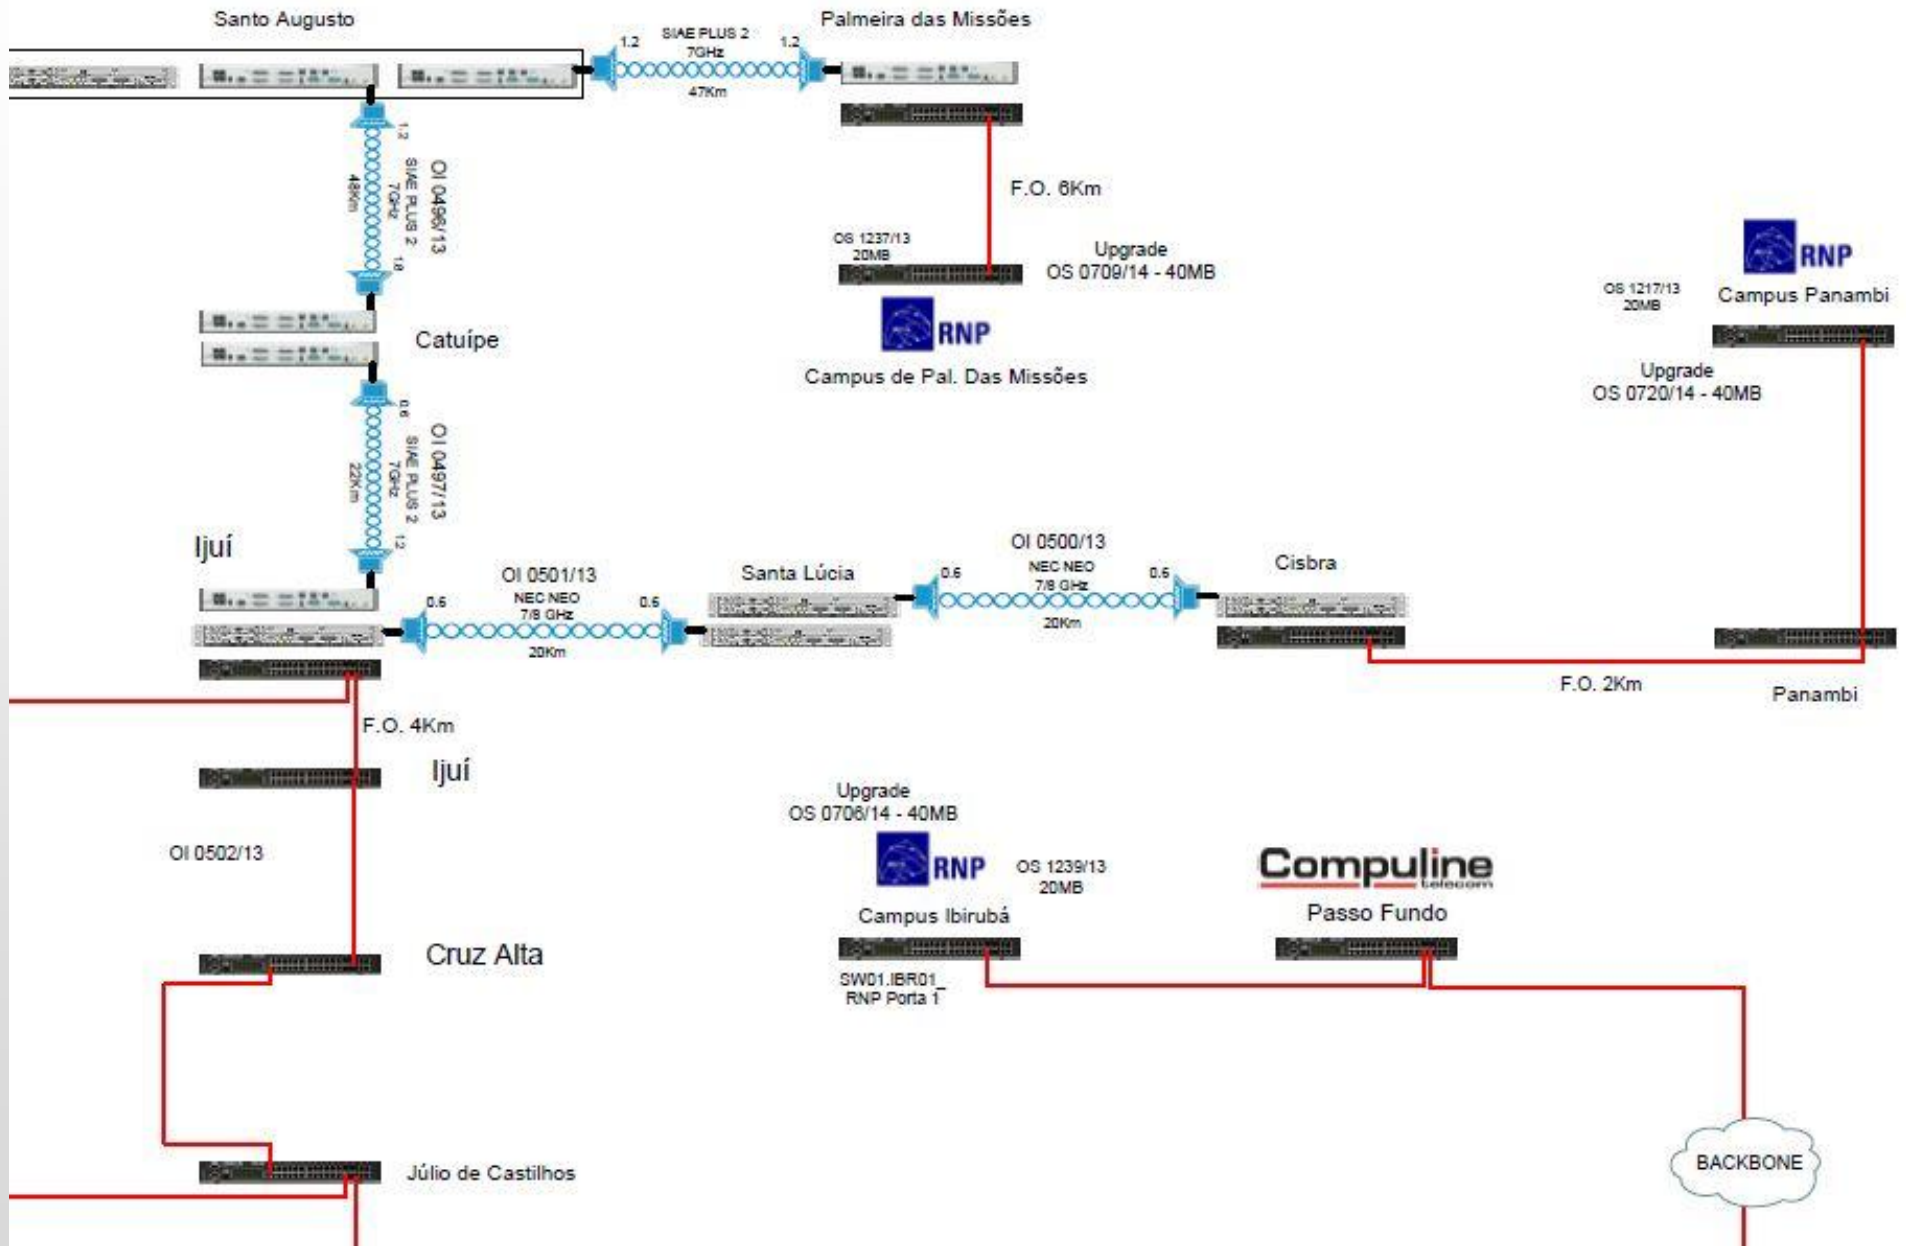 Santo Augusto
Palmeira das Missões
1.2
SIAE PLUS 2
7GHz
1.2
47Km
1.2
OI 0496/13
SIAE PLUS 2
7GHz
48Km
1.8
F.O. 6Km
OS 1237/13
20MB
Upgrade
OS 0709/14 - 40MB
RNP
Campus de Pal. Das Missões
RNP
Campus Panambi
OS 1217/13
20MB
Upgrade
OS 0720/14 - 40MB
Catuípe
0.6
OI 0497/13
SIAE PLUS 2
7GHz
22Km
1.2
Ijuí
OI 0501/13
NEC NEO
7/8 GHz
0.6
0.6
20Km
Santa Lúcia
OI 0500/13
NEC NEO
7/8 GHz
0.6
0.6
20Km
Cisbra
F.O. 2Km
Panambi
F.O. 4Km
Ijuí
OI 0502/13
Upgrade
OS 0706/14 - 40MB
RNP
OS 1239/13
20MB
Campus Ibirubá
SW01.IBR01_
RNP Porta 1
Compuline
telecom
Passo Fundo
Cruz Alta
BACKBONE
Júlio de Castilhos